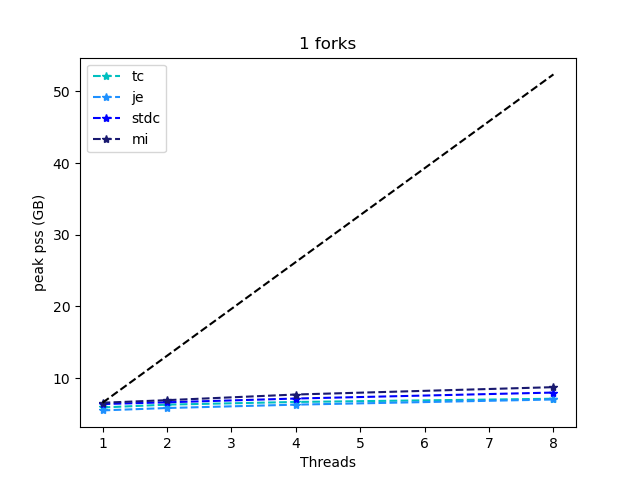 1 forks
tc
je
stdc
mi
peak pss (GB)
50
40
30
20
10
1 2 3 4 5 6 7 8
Threads